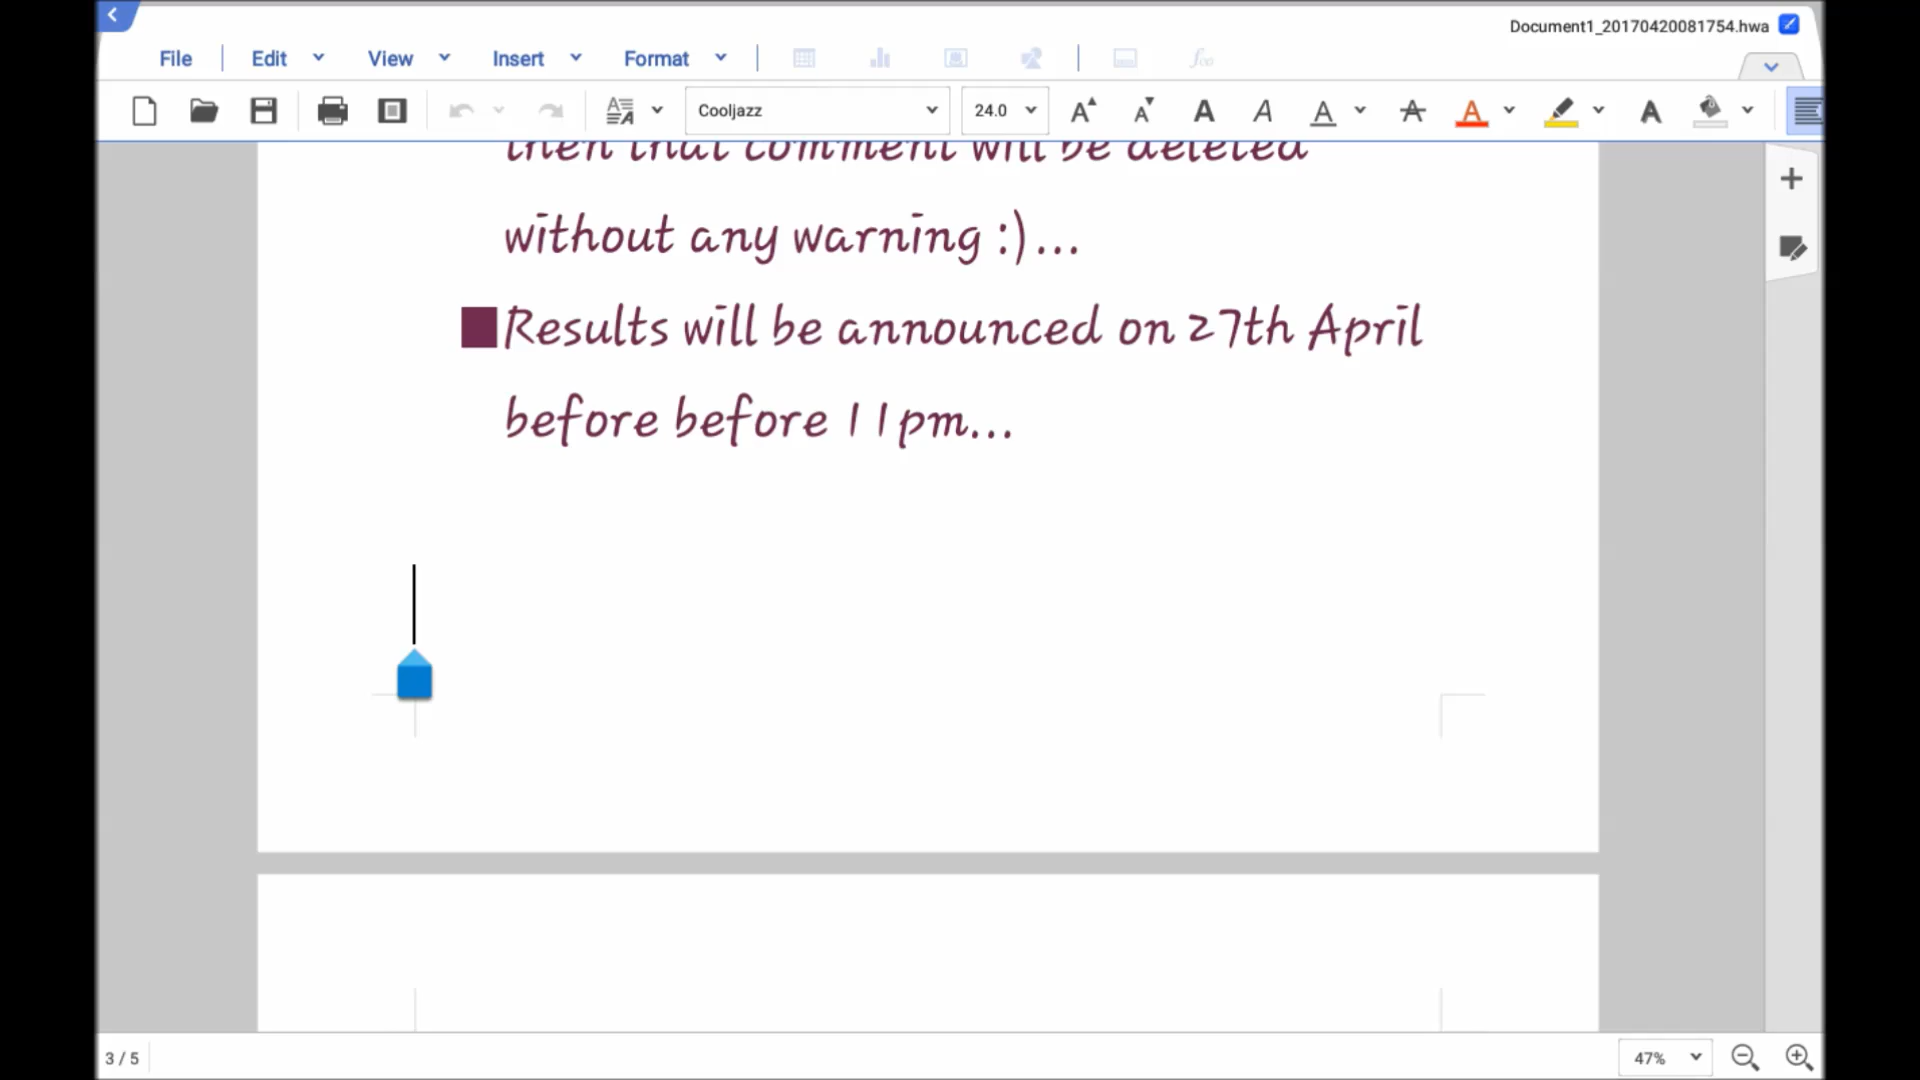 Document1_20170420081754.hwa
File Edit View Insert Format
Cooljazz 24.0
then that comment will be deleted
without any warning :)...
Results will be announced on 27th April
before before 11pm...
3 / 5
47%